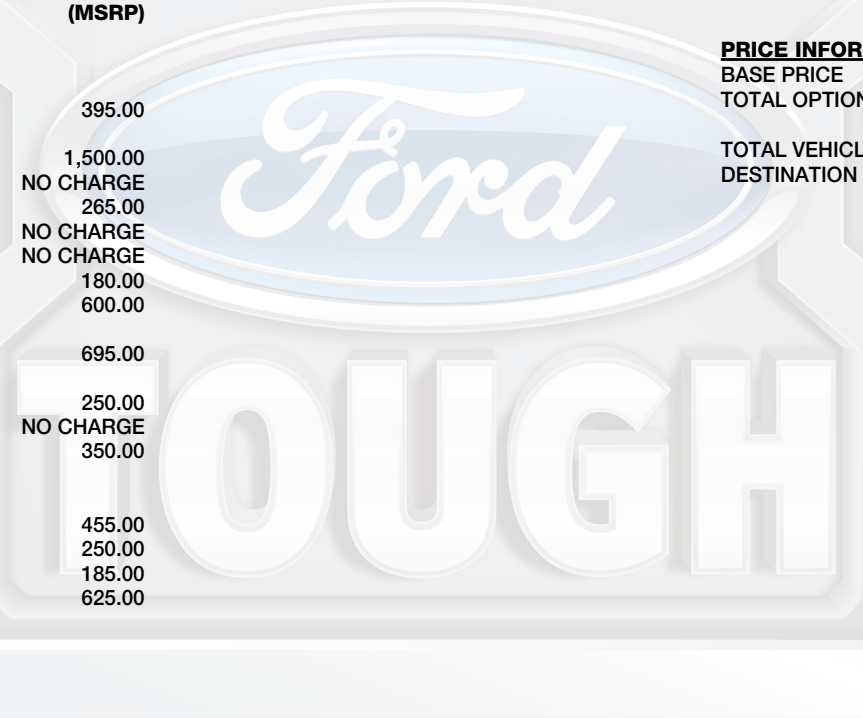 (MSRP)
395.00
1,500.00
NO CHARGE
265.00
NO CHARGE
NO CHARGE
180.00
600.00
695.00
250.00
NO CHARGE
350.00
455.00
250.00
185.00
625.00
PRICE INFOR
BASE PRICE
TOTAL OPTION
TOTAL VEHICL
DESTINATION
Ford
TOUGH